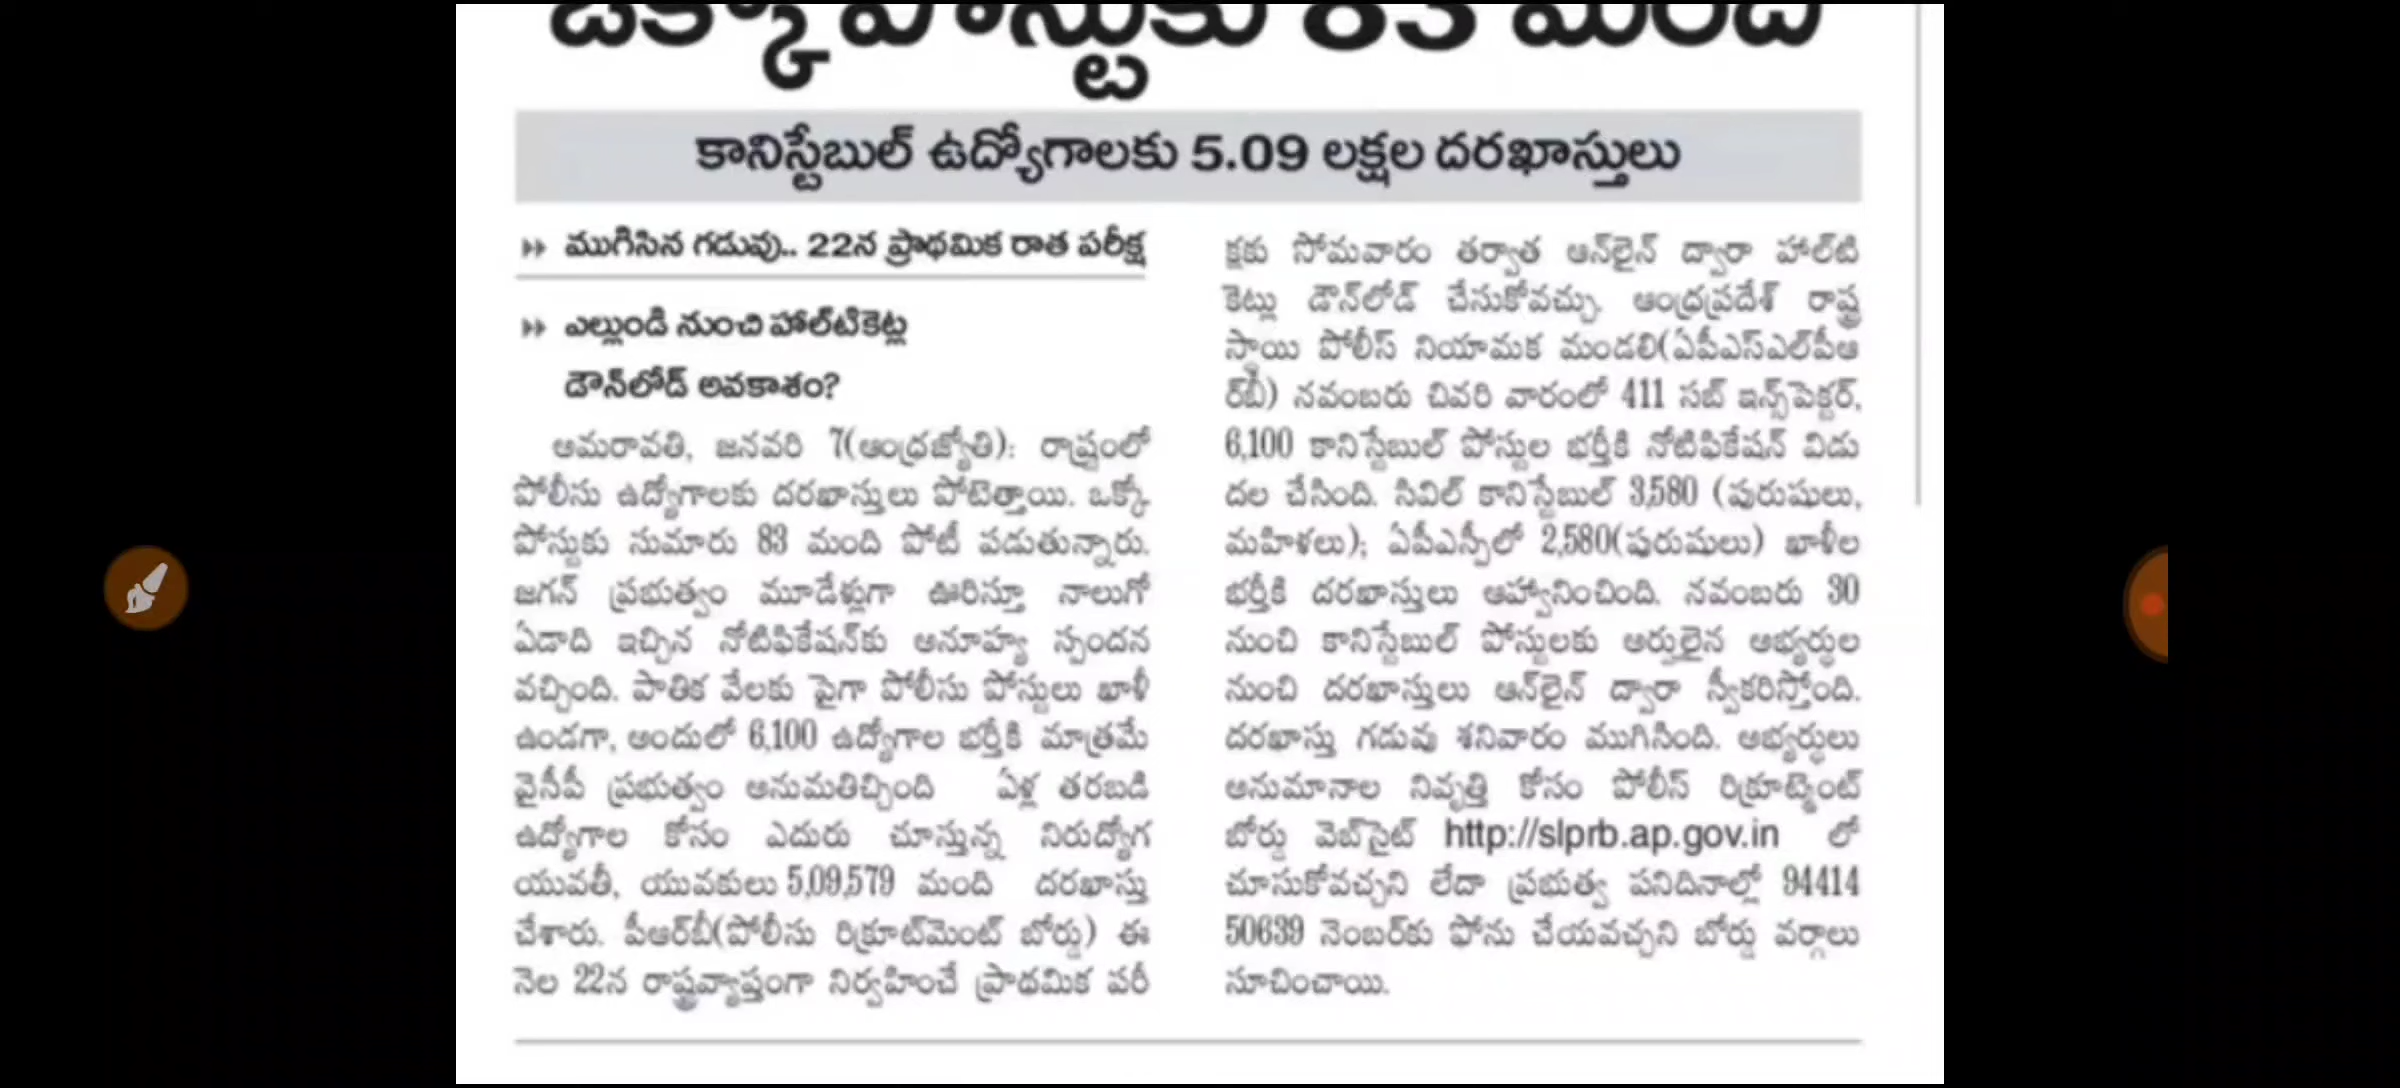 ఒక్కో పోస్టుకు 83 మంది
కానిస్టేబుల్ ఉద్యోగాలకు 5.09 లక్షల దరఖాస్తులు
ముగిసిన గడువు.. 22న ప్రాథమిక రాత పరీక్ష
ఎల్లుండి నుంచి హాల్‌టికెట్ల
డౌన్‌లోడ్ అవకాశం?
అమరావతి, జనవరి 7(ఆంధ్రజ్యోతి): రాష్ట్రంలో
పోలీసు ఉద్యోగాలకు దరఖాస్తులు పోటెత్తాయి. ఒక్కో
పోస్టుకు సుమారు 83 మంది పోటీ పడుతున్నారు.
జగన్ ప్రభుత్వం మూడేళ్లుగా ఊరిస్తూ నాలుగో
ఏడాది ఇచ్చిన నోటిఫికేషన్‌కు అనూహ్య స్పందన
వచ్చింది. పాతిక వేలకు పైగా పోలీసు పోస్టులు ఖాళీ
ఉండగా, అందులో 6,100 ఉద్యోగాల భర్తీకి మాత్రమే
వైసీపీ ప్రభుత్వం అనుమతిచ్చింది ఏళ్ల తరబడి
ఉద్యోగాల కోసం ఎదురు చూస్తున్న నిరుద్యోగ
యువతీ, యువకులు 5,09,579 మంది దరఖాస్తు
చేశారు. పీఆర్‌బీ(పోలీసు రిక్రూట్‌మెంట్ బోర్డు) ఈ
నెల 22న రాష్ట్రవ్యాప్తంగా నిర్వహించే ప్రాథమిక పరీ
క్షకు సోమవారం తర్వాత ఆన్‌లైన్ ద్వారా హాల్‌టి
కెట్లు డౌన్‌లోడ్ చేసుకోవచ్చు. ఆంధ్రప్రదేశ్ రాష్ట్ర
స్థాయి పోలీస్ నియామక మండలి(ఏపీఎస్ఎల్‌పీఆ
ర్‌బీ) నవంబరు చివరి వారంలో 411 సబ్ ఇన్స్‌పెక్టర్,
6,100 కానిస్టేబుల్ పోస్టుల భర్తీకి నోటిఫికేషన్ విడు
దల చేసింది. సివిల్ కానిస్టేబుల్ 3,580 (పురుషులు,
మహిళలు); ఏపీఎస్పీలో 2,580(పురుషులు) ఖాళీల
భర్తీకి దరఖాస్తులు ఆహ్వానించింది. నవంబరు 30
నుంచి కానిస్టేబుల్ పోస్టులకు అర్హులైన అభ్యర్థుల
నుంచి దరఖాస్తులు ఆన్‌లైన్ ద్వారా స్వీకరిస్తోంది.
దరఖాస్తు గడువు శనివారం ముగిసింది. అభ్యర్థులు
అనుమానాల నివృత్తి కోసం పోలీస్ రిక్రూట్మెంట్
బోర్డు వెబ్‌సైట్ http://slprb.ap.gov.in లో
చూసుకోవచ్చని లేదా ప్రభుత్వ పనిదినాల్లో 94414
50639 నెంబర్‌కు ఫోను చేయవచ్చని బోర్డు వర్గాలు
సూచించాయి.